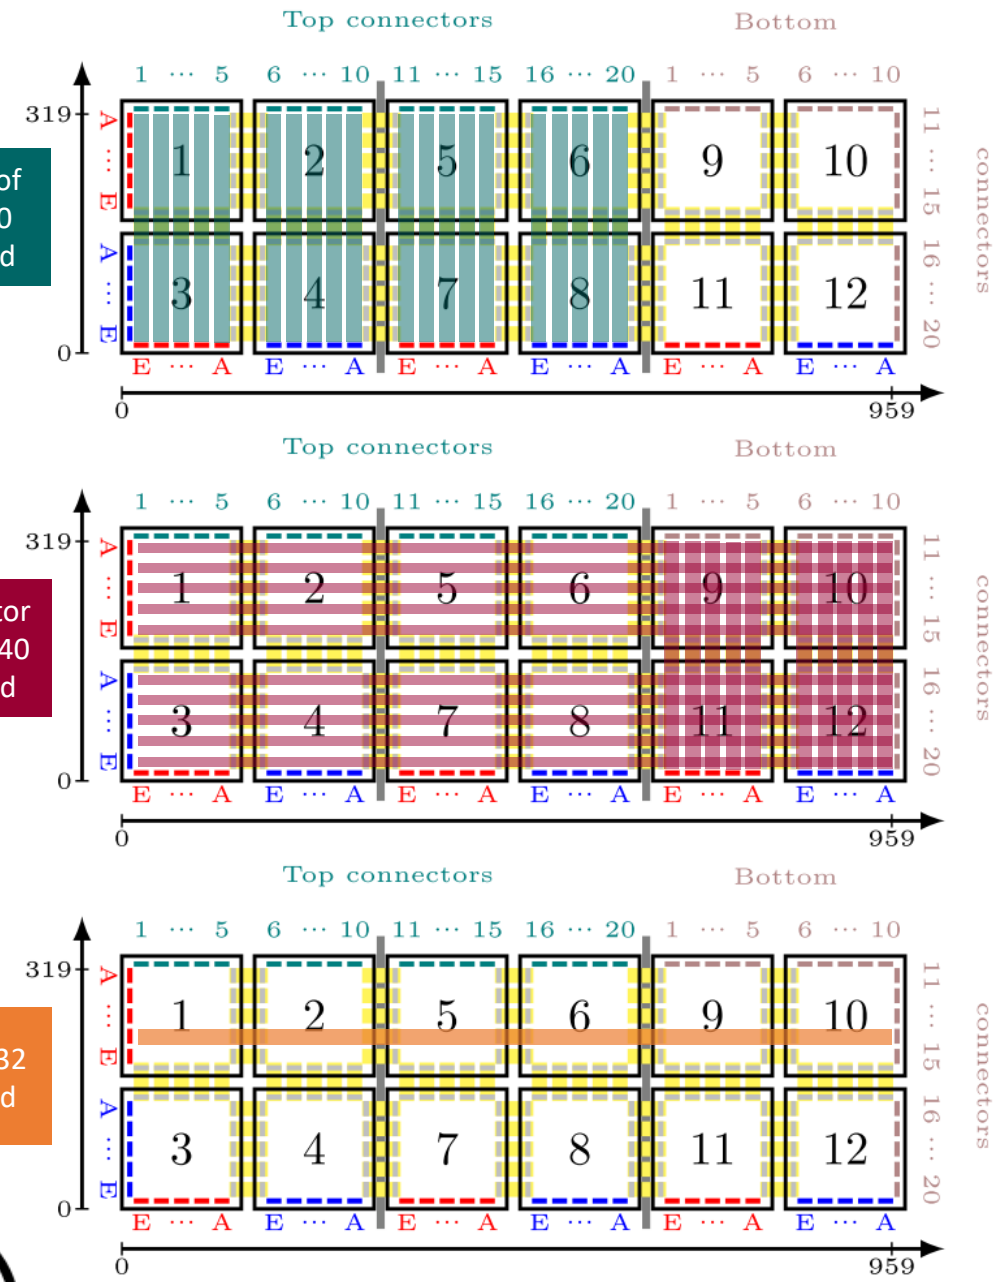 Top connectors Bottom
1 ··· 5 6 ··· 10 11 ··· 15 16 ··· 20 1 ··· 5 6 ··· 10
319
A ··· E
1 2 5 6 9 10
11 ··· 15
of
0
d
A ··· E
3 4 7 8 11 12
16 ··· 20
connectors
0
E ··· A E ··· A E ··· A E ··· A E ··· A E ··· A
0 959
Top connectors Bottom
1 ··· 5 6 ··· 10 11 ··· 15 16 ··· 20 1 ··· 5 6 ··· 10
319
A ··· E
1 2 5 6 9 10
11 ··· 15
tor
40
d
A ··· E
3 4 7 8 11 12
16 ··· 20
connectors
0
E ··· A E ··· A E ··· A E ··· A E ··· A E ··· A
0 959
Top connectors Bottom
1 ··· 5 6 ··· 10 11 ··· 15 16 ··· 20 1 ··· 5 6 ··· 10
319
A ··· E
1 2 5 6 9 10
11 ··· 15
32
d
A ··· E
3 4 7 8 11 12
16 ··· 20
connectors
0
E ··· A E ··· A E ··· A E ··· A E ··· A E ··· A
0 959